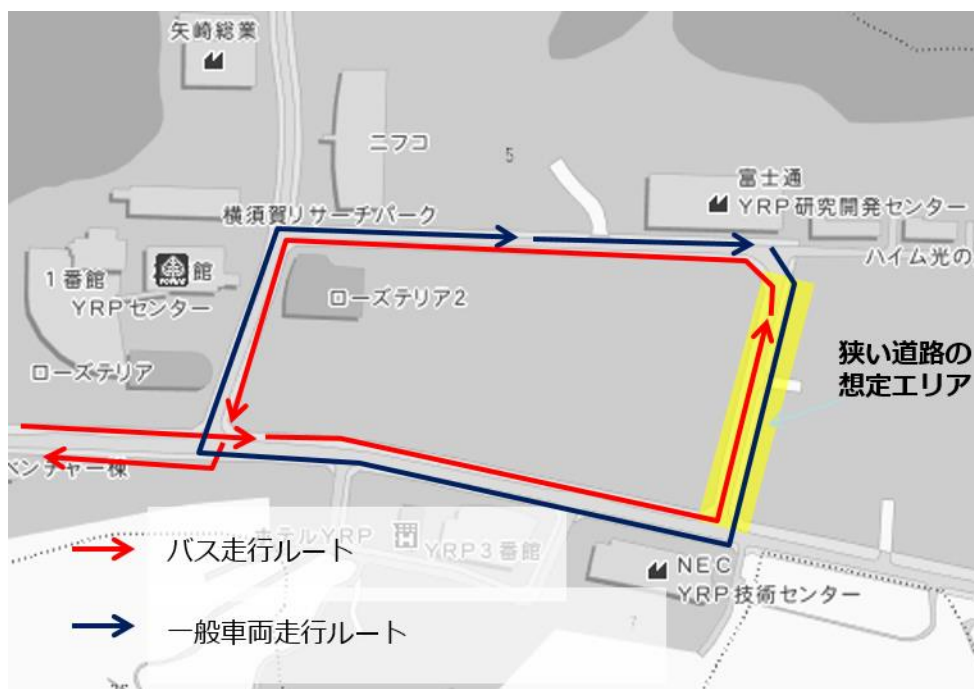 矢崎総業
ニフコ
5
富士通
YRP研究開発センター
横須賀リサーチパーク
ハイム光の
1番館
館
YRPセンター
ローズテリア2
ローズテリア
狭い道路の
想定エリア
ベンチャー棟
ホテルYRP
YRP3番館
バス走行ルート
NEC
YRP技術センター
一般車両走行ルート